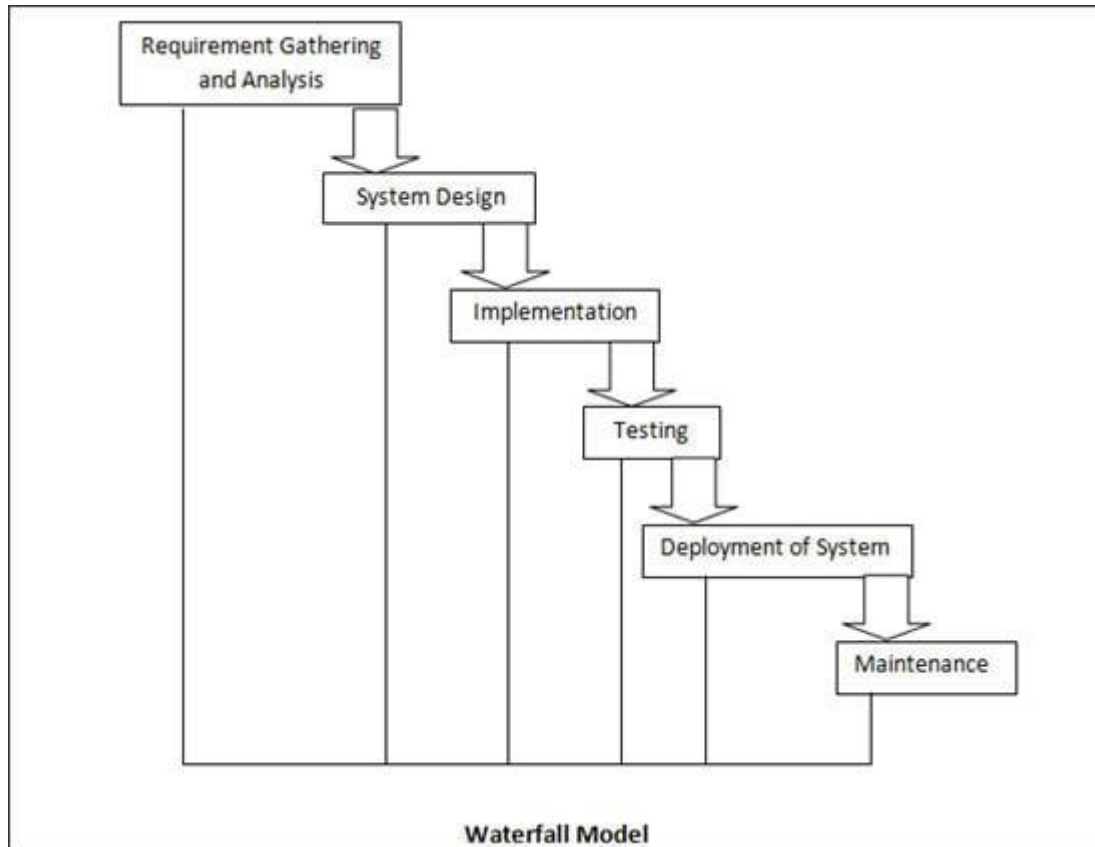 Requirement Gathering
and Analysis
System Design
Implementation
Testing
Deployment of System
Maintenance
Waterfall Model